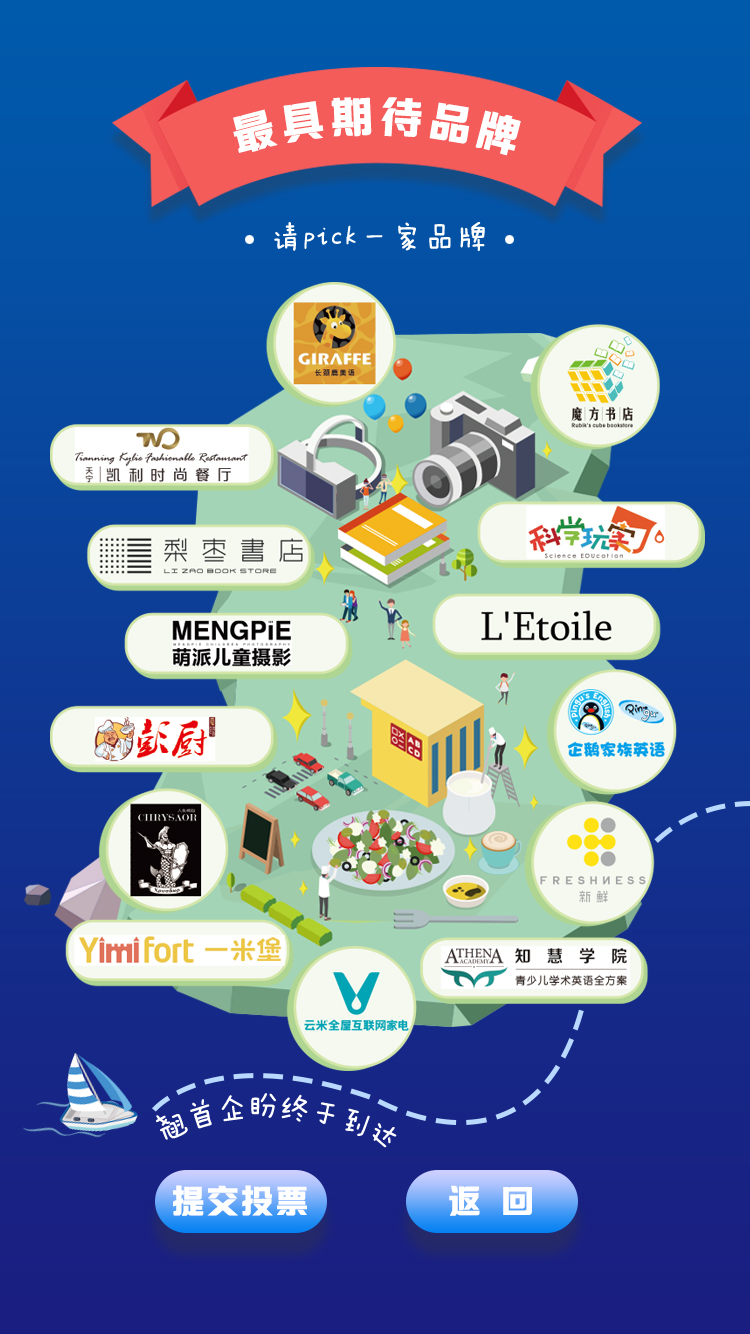 最具期待品牌
请pick一家品牌
GIRAFFE
长颈鹿美语
魔方书店
Rubik's cube bookstore
Tianning Kylie Fashionable Restaurant
天宁 凯利时尚餐厅
科学玩家
Science EDUcation
梨枣書店
LI ZAO BOOK STORE
L'Etoile
MENGPiE
MENGPIE CHILDREN PHOTOGRAPHY
萌派儿童摄影
Pingu's English
Pingu
企鹅家族英语
彭厨
AB
CD
CHRYSAOR
FRESHNESS
新鲜
Yimifort 一米堡
ATHENA
ACADEMY
知慧学院
青少儿学术英语全方案
云米全屋互联网家电
翘首企盼终于到达
提交投票
返回